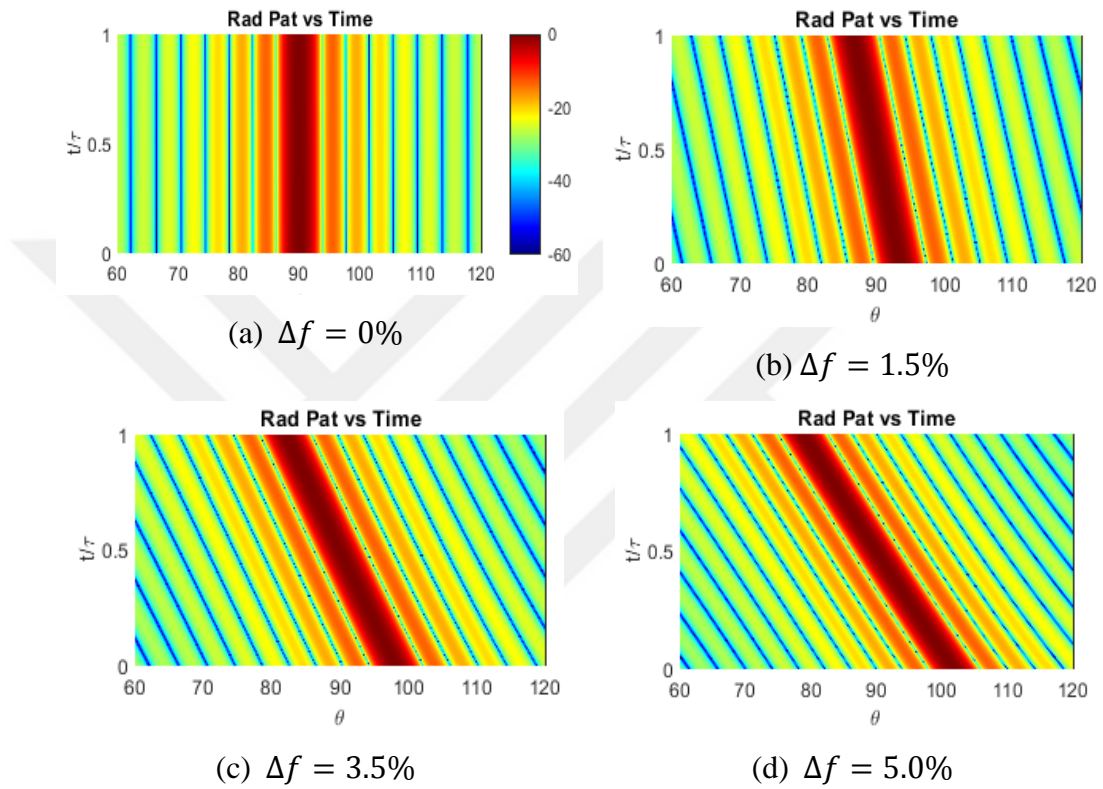 Rad Pat vs Time
1
0.5
0
t/τ
60 70 80 90 100 110 120
0
-20
-40
-60
(a) Δf = 0%
Rad Pat vs Time
1
0.5
0
t/τ
60 70 80 90 100 110 120
θ
(b) Δf = 1.5%
Rad Pat vs Time
1
0.5
0
t/τ
60 70 80 90 100 110 120
θ
(c) Δf = 3.5%
Rad Pat vs Time
1
0.5
0
t/τ
60 70 80 90 100 110 120
θ
(d) Δf = 5.0%